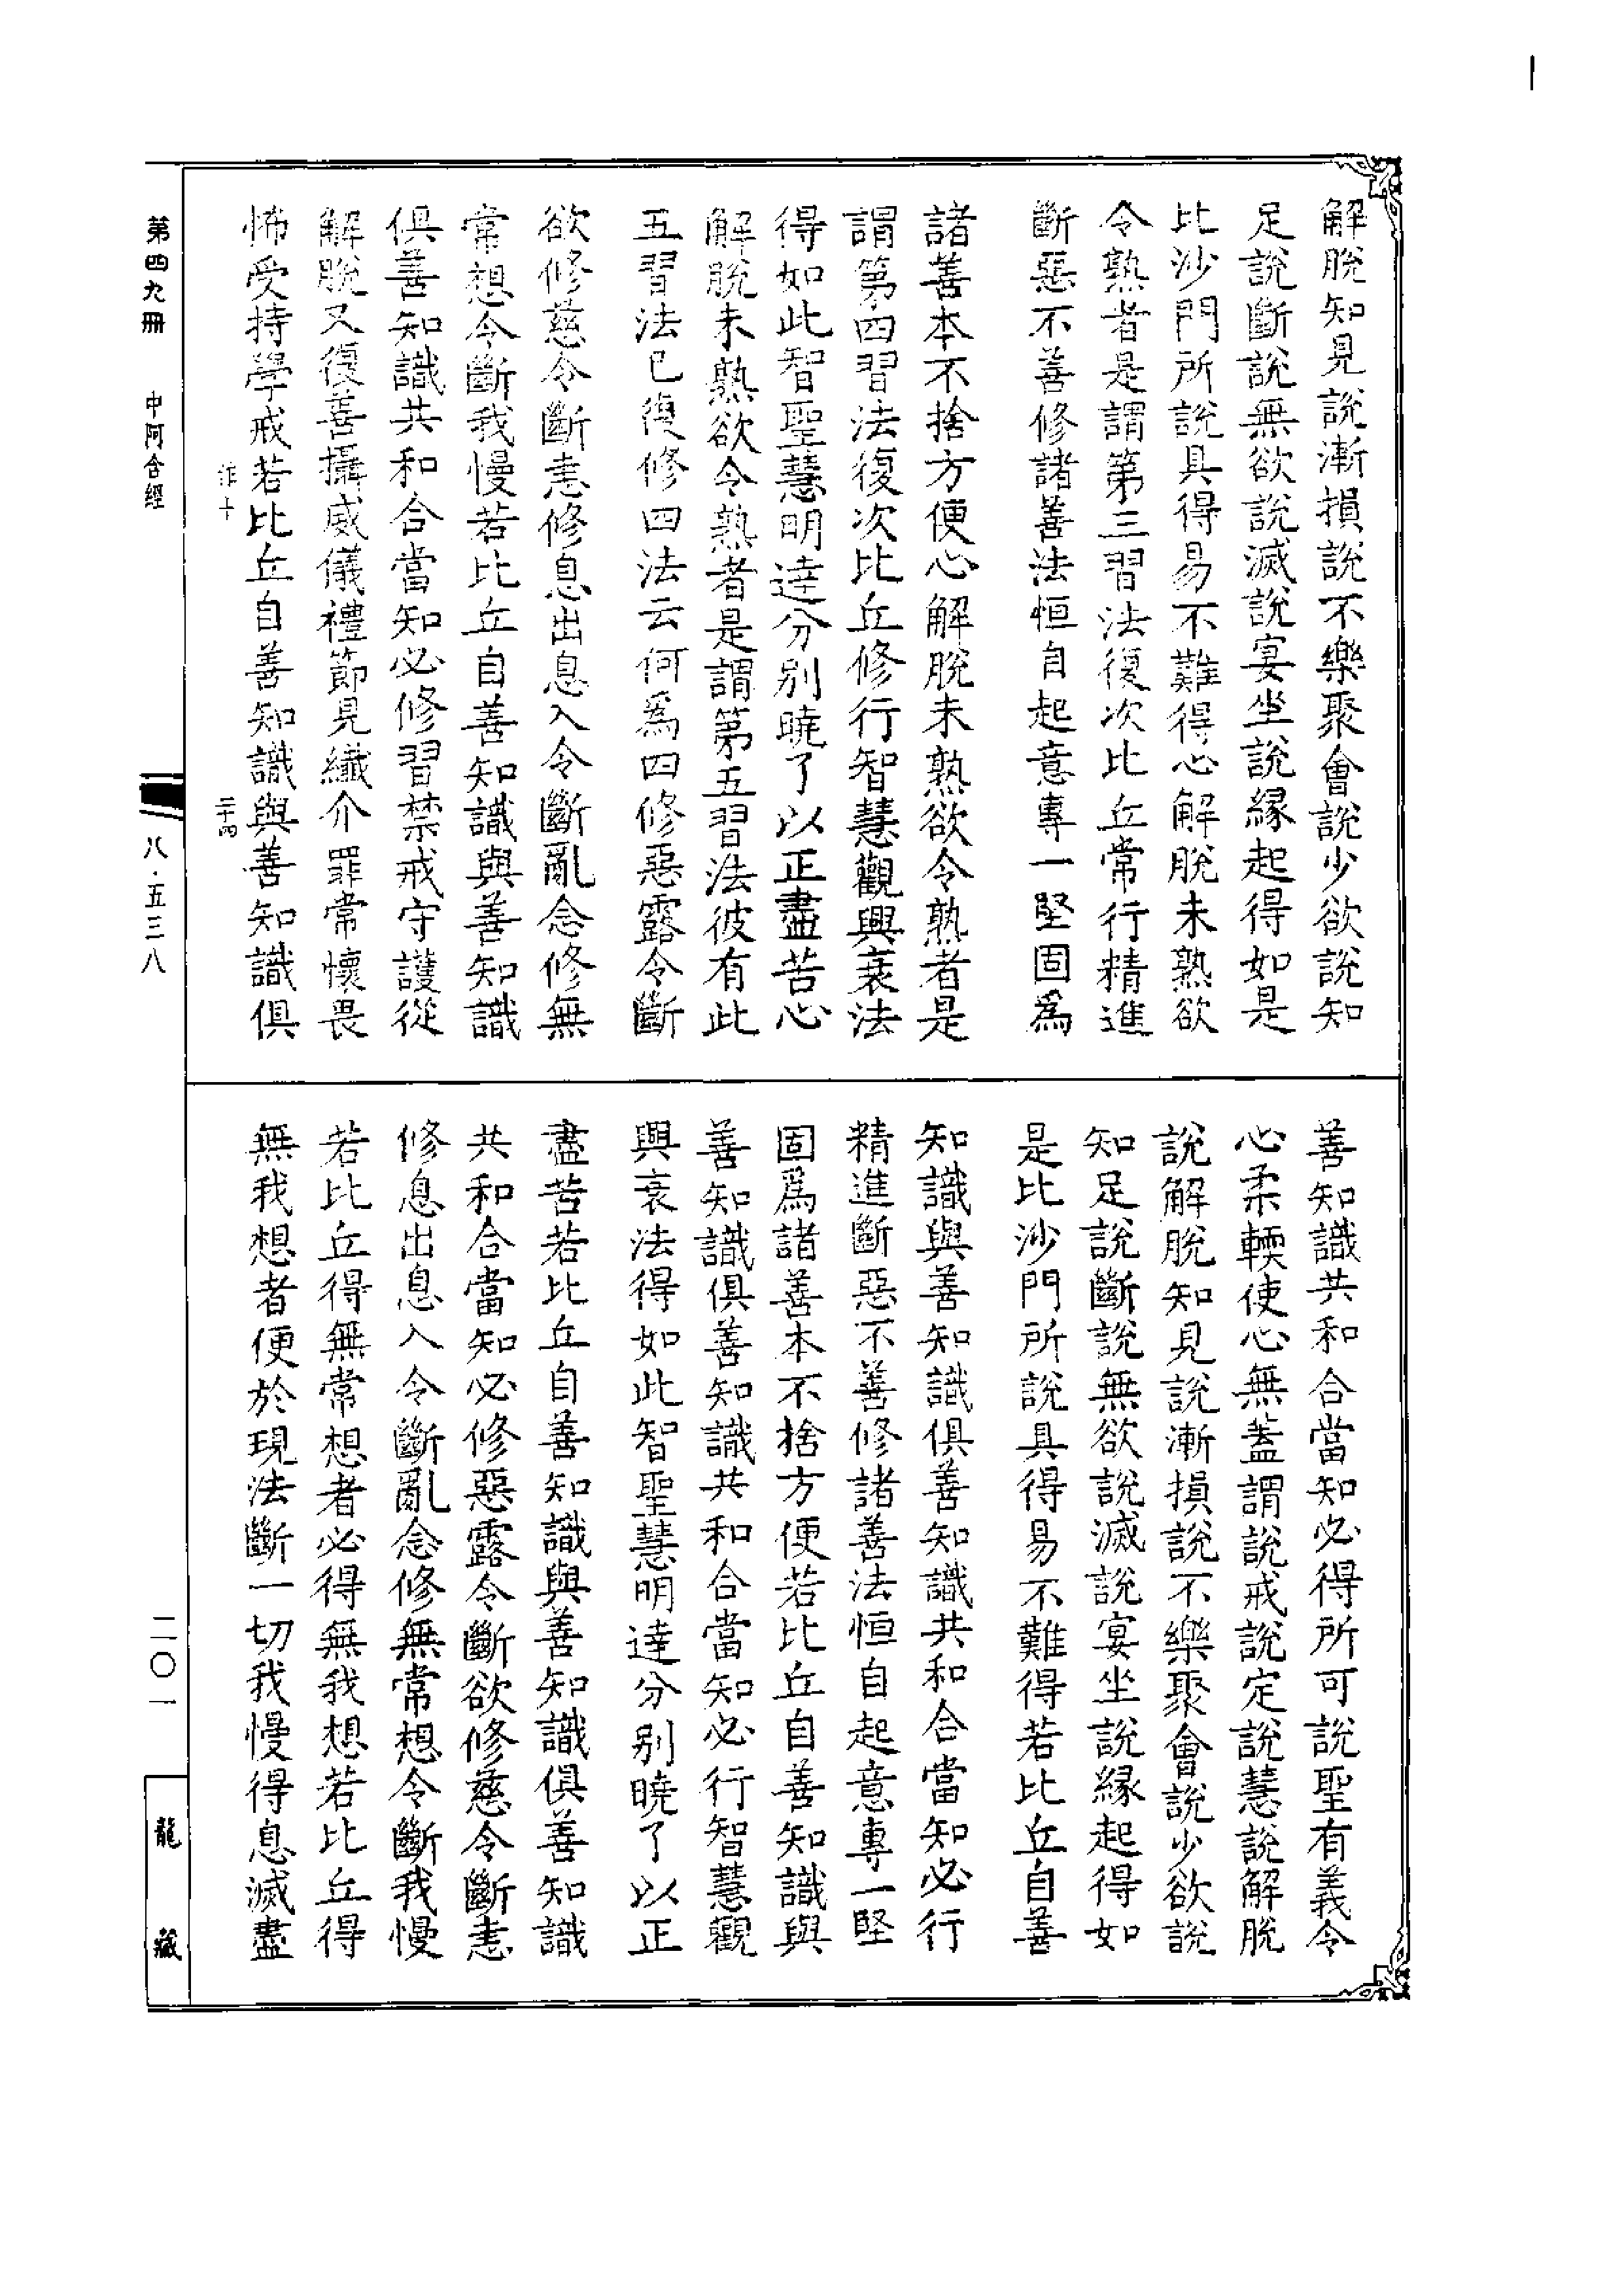 解脫知見說漸損說不樂聚會說少欲說知
足說斷說無欲說滅說宴坐說緣起得如是
比沙門所說具得易不難得心解脫未熟欲
令熟者是謂第三習法復次比丘常行精進
斷惡不善修諸善法恒自起意專一堅固為
諸善本不捨方便心解脫未熟欲令熟者是
謂第四習法復次比丘修行智慧觀興衰法
得如此智聖慧明達分別曉了以正盡苦心
解脫未熟欲令熟者是謂第五習法彼有此
五習法已復修四法云何為四修惡露令斷
欲修慈令斷恚修息出息入令斷亂念修無
常想令斷我慢若比丘自善知識與善知識
俱善知識共和合當知必修習禁戒守護從
解脫又復善攝威儀禮節見纖介罪常懷畏
怖受持學戒若比丘自善知識與善知識俱
善知識共和合當知必得所可說聖有義令
心柔輭使心無蓋謂說戒說定說慧說解脫
說解脫知見說漸損說不樂聚會說少欲說
知足說斷說無欲說滅說宴坐說緣起得如
是比沙門所說具得易不難得若比丘自善
知識與善知識俱善知識共和合當知必行
精進斷惡不善修諸善法恒自起意專一堅
固為諸善本不捨方便若比丘自善知識與
善知識俱善知識共和合當知必行智慧觀
興衰法得如此智聖慧明達分別曉了以正
盡苦若比丘自善知識與善知識俱善知識
共和合當知必修惡露令斷欲修慈令斷恚
修息出息入令斷亂念修無常想令斷我慢
若比丘得無常想者必得無我想若比丘得
無我想者便於現法斷一切我慢得息滅盡
第四九冊 中阿含經 八·五三八 二〇一 龍藏